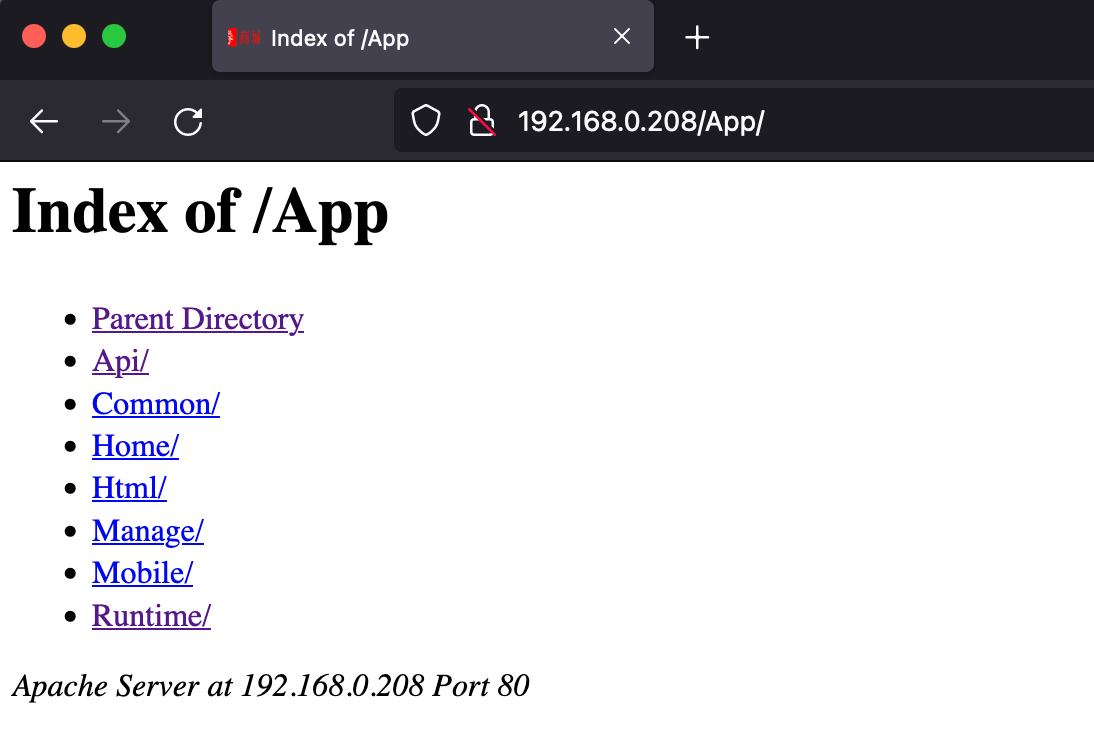 Index of /App
192.168.0.208/App/
Index of /App
Parent Directory
Api/
Common/
Home/
Html/
Manage/
Mobile/
Runtime/
Apache Server at 192.168.0.208 Port 80